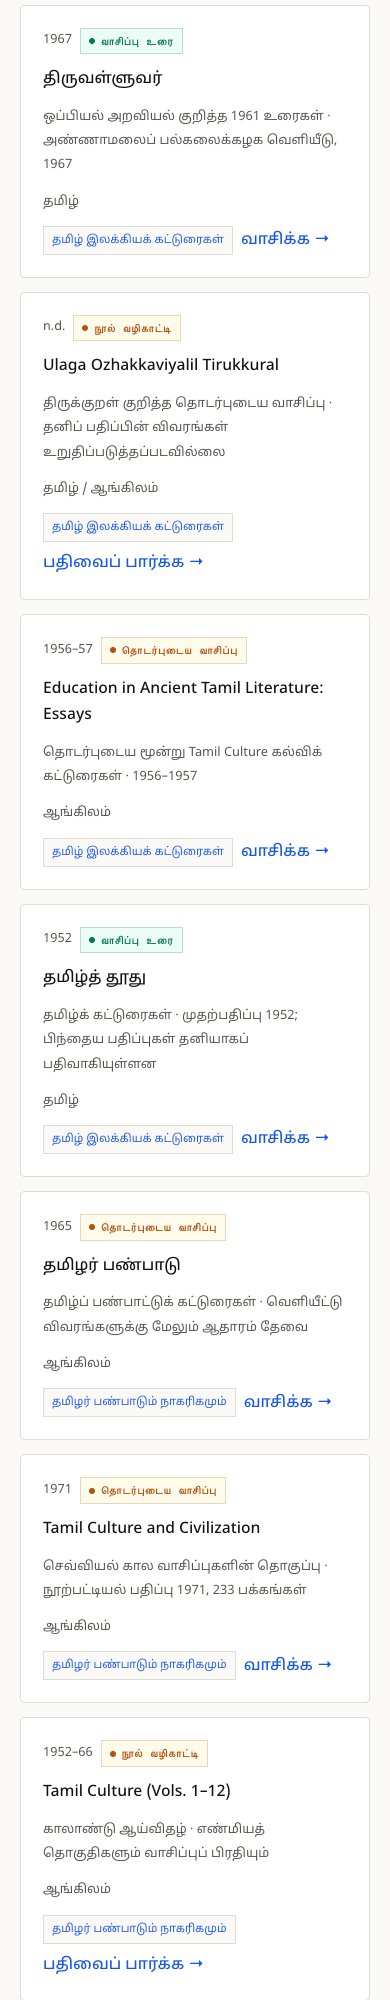 1967 வாசிப்பு உரை
திருவள்ளுவர்
ஒப்பியல் அறவியல் குறித்த 1961 உரைகள் ·
அண்ணாமலைப் பல்கலைக்கழக வெளியீடு,
1967
தமிழ்
தமிழ் இலக்கியக் கட்டுரைகள் வாசிக்க →
n.d. நூல் வழிகாட்டி
Ulaga Ozhakkaviyalil Tirukkural
திருக்குறள் குறித்த தொடர்புடைய வாசிப்பு ·
தனிப் பதிப்பின் விவரங்கள்
உறுதிப்படுத்தப்படவில்லை
தமிழ் / ஆங்கிலம்
தமிழ் இலக்கியக் கட்டுரைகள்
பதிவைப் பார்க்க →
1956–57 தொடர்புடைய வாசிப்பு
Education in Ancient Tamil Literature:
Essays
தொடர்புடைய மூன்று Tamil Culture கல்விக்
கட்டுரைகள் · 1956–1957
ஆங்கிலம்
தமிழ் இலக்கியக் கட்டுரைகள் வாசிக்க →
1952 வாசிப்பு உரை
தமிழ்த் தூது
தமிழ்க் கட்டுரைகள் · முதற்பதிப்பு 1952;
பிந்தைய பதிப்புகள் தனியாகப்
பதிவாகியுள்ளன
தமிழ்
தமிழ் இலக்கியக் கட்டுரைகள் வாசிக்க →
1965 தொடர்புடைய வாசிப்பு
தமிழர் பண்பாடு
தமிழ்ப் பண்பாட்டுக் கட்டுரைகள் · வெளியீட்டு
விவரங்களுக்கு மேலும் ஆதாரம் தேவை
ஆங்கிலம்
தமிழர் பண்பாடும் நாகரிகமும் வாசிக்க →
1971 தொடர்புடைய வாசிப்பு
Tamil Culture and Civilization
செவ்வியல் கால வாசிப்புகளின் தொகுப்பு ·
நூற்பட்டியல் பதிப்பு 1971, 233 பக்கங்கள்
ஆங்கிலம்
தமிழர் பண்பாடும் நாகரிகமும் வாசிக்க →
1952–66 நூல் வழிகாட்டி
Tamil Culture (Vols. 1–12)
காலாண்டு ஆய்விதழ் · எண்மியத்
தொகுதிகளும் வாசிப்புப் பிரதியும்
ஆங்கிலம்
தமிழர் பண்பாடும் நாகரிகமும்
பதிவைப் பார்க்க →